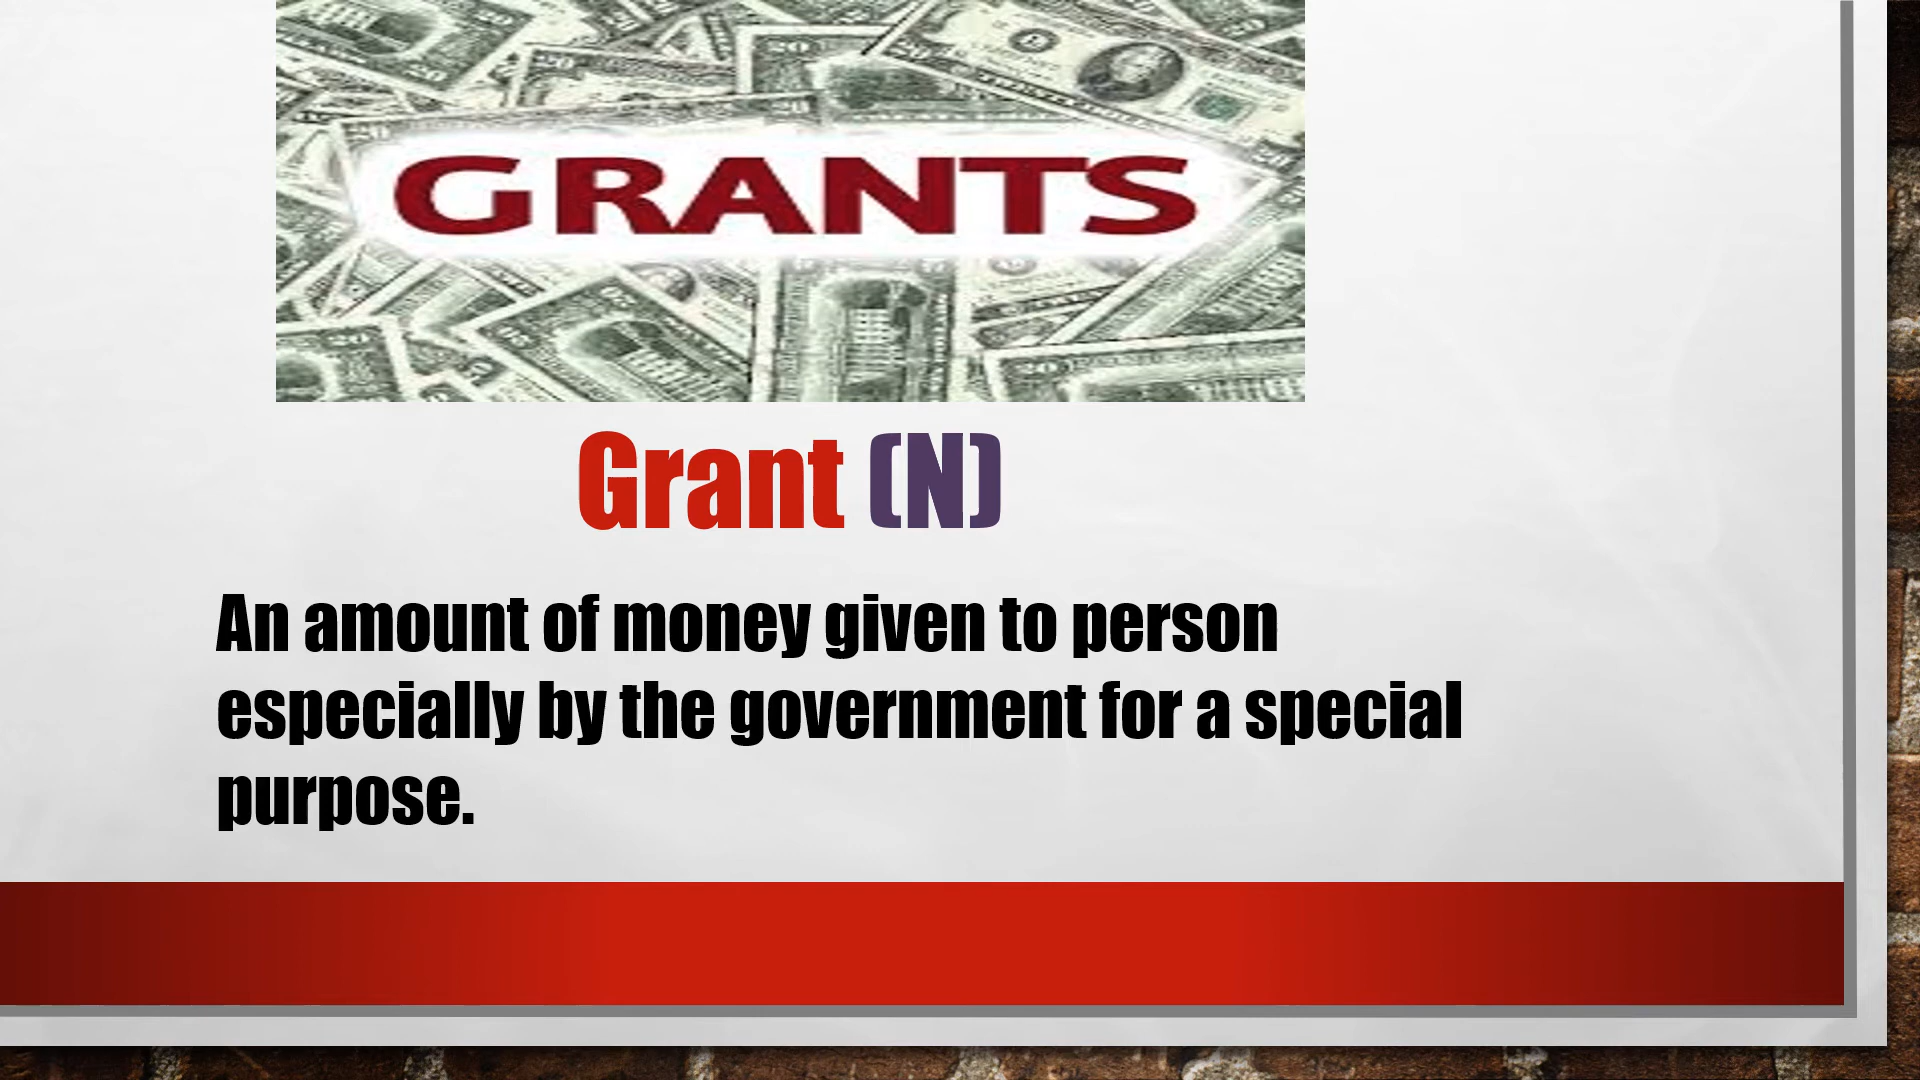 GRANTS
Grant (N)
An amount of money given to person
especially by the government for a special
purpose.